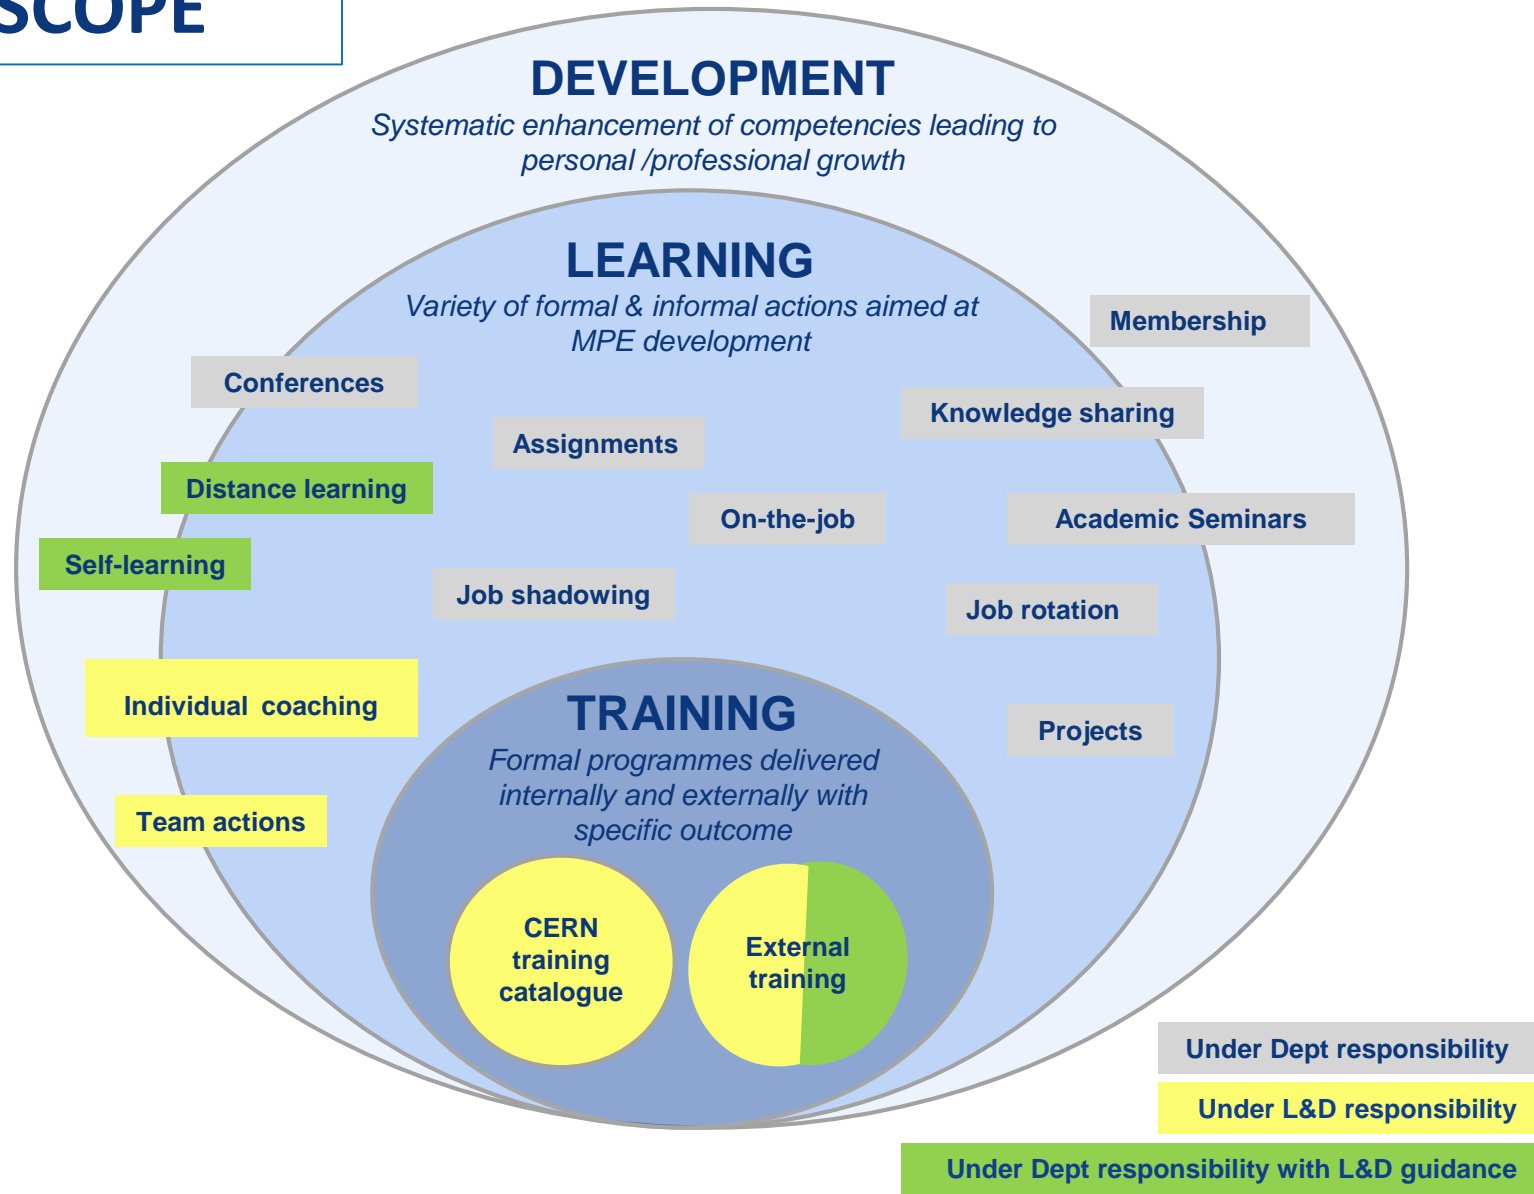 SCOPE
DEVELOPMENT
Systematic enhancement of competencies leading to
personal /professional growth
LEARNING
Variety of formal & informal actions aimed at
MPE development
Membership
Conferences
Knowledge sharing
Assignments
Distance learning
On-the-job
Academic Seminars
Self-learning
Job shadowing
Job rotation
Individual coaching
TRAINING
Projects
Formal programmes delivered
internally and externally with
specific outcome
Team actions
CERN
training
catalogue
External
training
Under Dept responsibility
Under L&D responsibility
Under Dept responsibility with L&D guidance